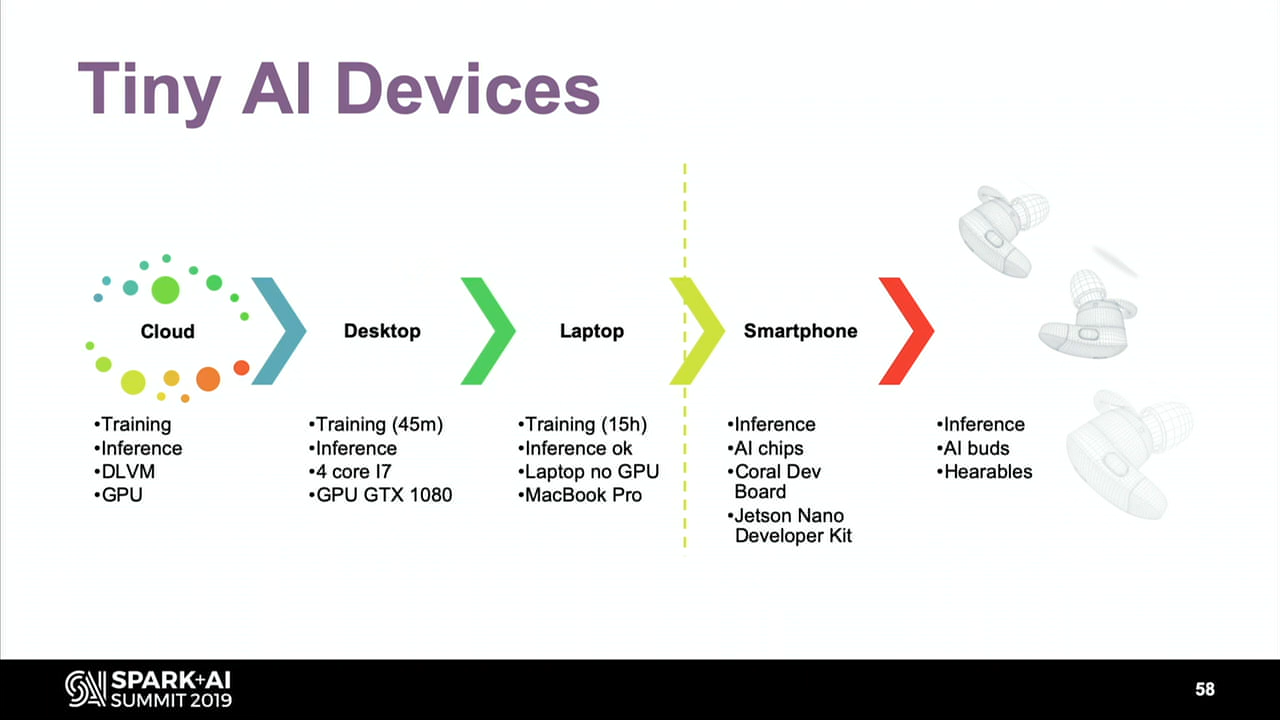 Tiny AI Devices
Cloud
•Training
•Inference
•DLVM
•GPU
Desktop
•Training (45m)
•Inference
•4 core I7
•GPU GTX 1080
Laptop
•Training (15h)
•Inference ok
•Laptop no GPU
•MacBook Pro
Smartphone
•Inference
•AI chips
•Coral Dev
Board
•Jetson Nano
Developer Kit
•Inference
•AI buds
•Hearables
SPARK+AI
SUMMIT 2019
58